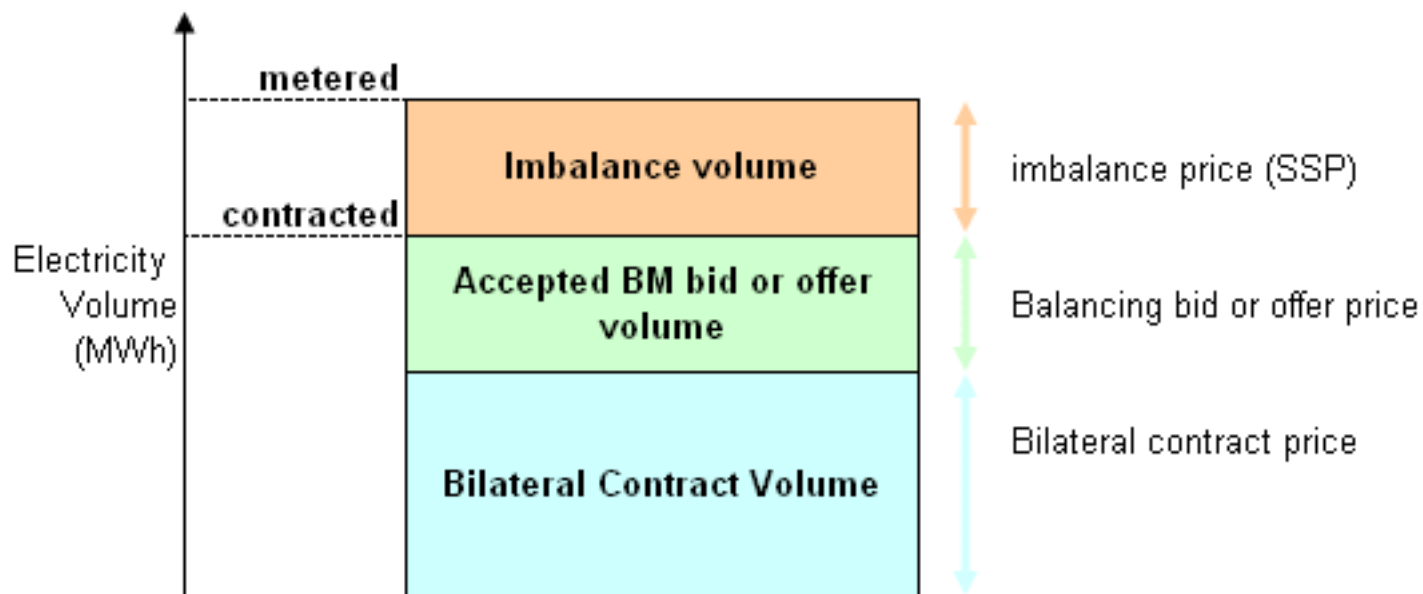 metered
Imbalance volume
imbalance price (SSP)
contracted
Electricity
Volume
(MWh)
Accepted BM bid or offer
volume
Balancing bid or offer price
Bilateral contract price
Bilateral Contract Volume